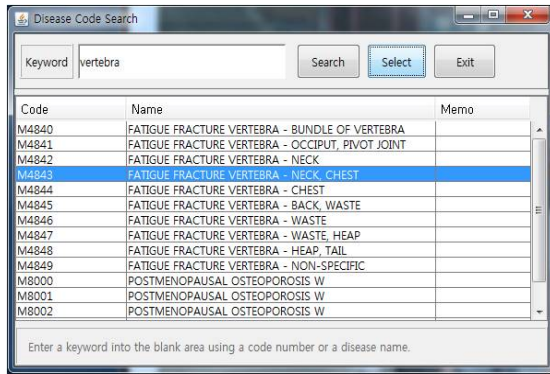 Disease Code Search
Keyword vertebra Search Select Exit
Code Name Memo
M4840 FATIGUE FRACTURE VERTEBRA - BUNDLE OF VERTEBRA
M4841 FATIGUE FRACTURE VERTEBRA - OCCIPUT, PIVOT JOINT
M4842 FATIGUE FRACTURE VERTEBRA - NECK
M4843 FATIGUE FRACTURE VERTEBRA - NECK, CHEST
M4844 FATIGUE FRACTURE VERTEBRA - CHEST
M4845 FATIGUE FRACTURE VERTEBRA - BACK, WASTE
M4846 FATIGUE FRACTURE VERTEBRA - WASTE
M4847 FATIGUE FRACTURE VERTEBRA - WASTE, HEAP
M4848 FATIGUE FRACTURE VERTEBRA - HEAP, TAIL
M4849 FATIGUE FRACTURE VERTEBRA - NON-SPECIFIC
M8000 POSTMENOPAUSAL OSTEOPOROSIS W
M8001 POSTMENOPAUSAL OSTEOPOROSIS W
M8002 POSTMENOPAUSAL OSTEOPOROSIS W
Enter a keyword into the blank area using a code number or a disease name.